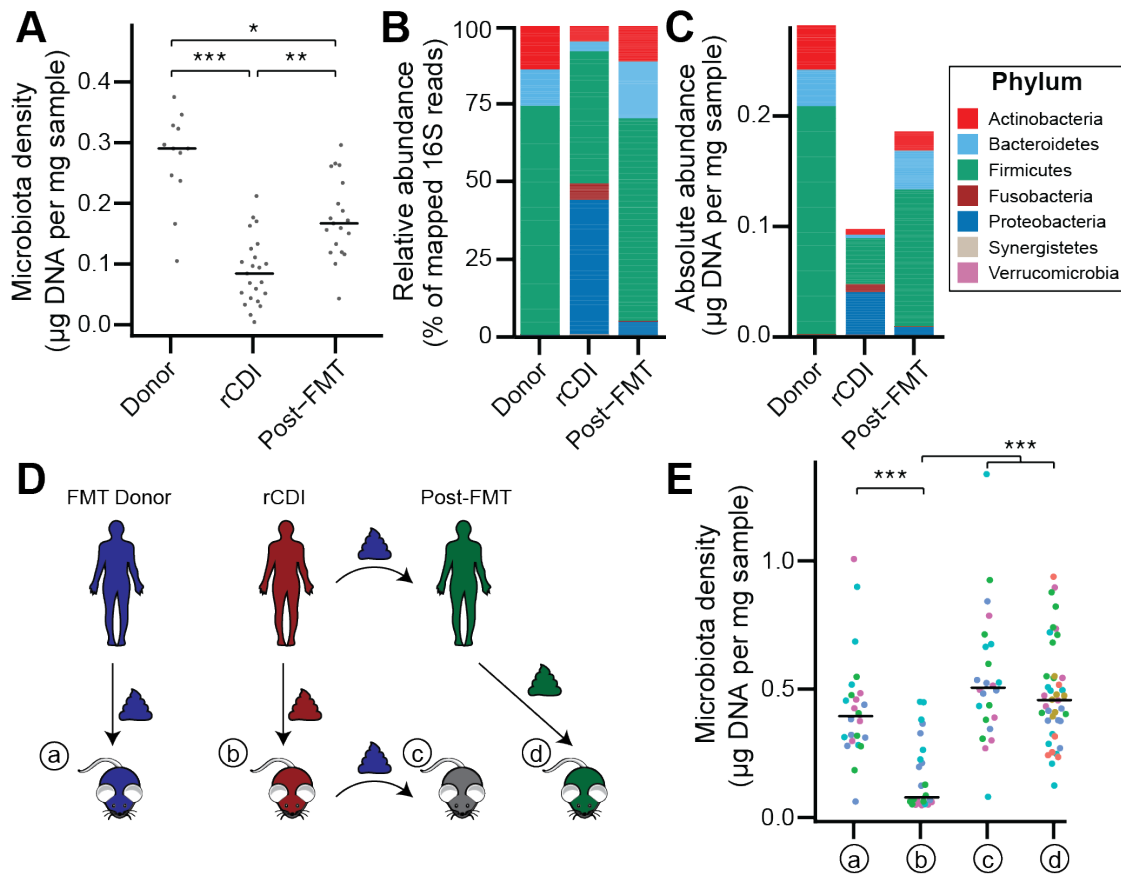 A
Microbiota density
(µg DNA per mg sample)
0.4
0.3
0.2
0.1
0.0
*
***
**
Donor
rCDI
Post−FMT
B
Relative abundance
(% of mapped 16S reads)
100
75
50
25
0
Donor
rCDI
Post−FMT
C
Absolute abundance
(µg DNA per mg sample)
0.2
0.1
0.0
Donor
rCDI
Post−FMT
Phylum
Actinobacteria
Bacteroidetes
Firmicutes
Fusobacteria
Proteobacteria
Synergistetes
Verrucomicrobia
D
FMT Donor
rCDI
Post-FMT
a
b
c
d
E
Microbiota density
(µg DNA per mg sample)
1.0
0.5
0.0
***
***
a
b
c
d